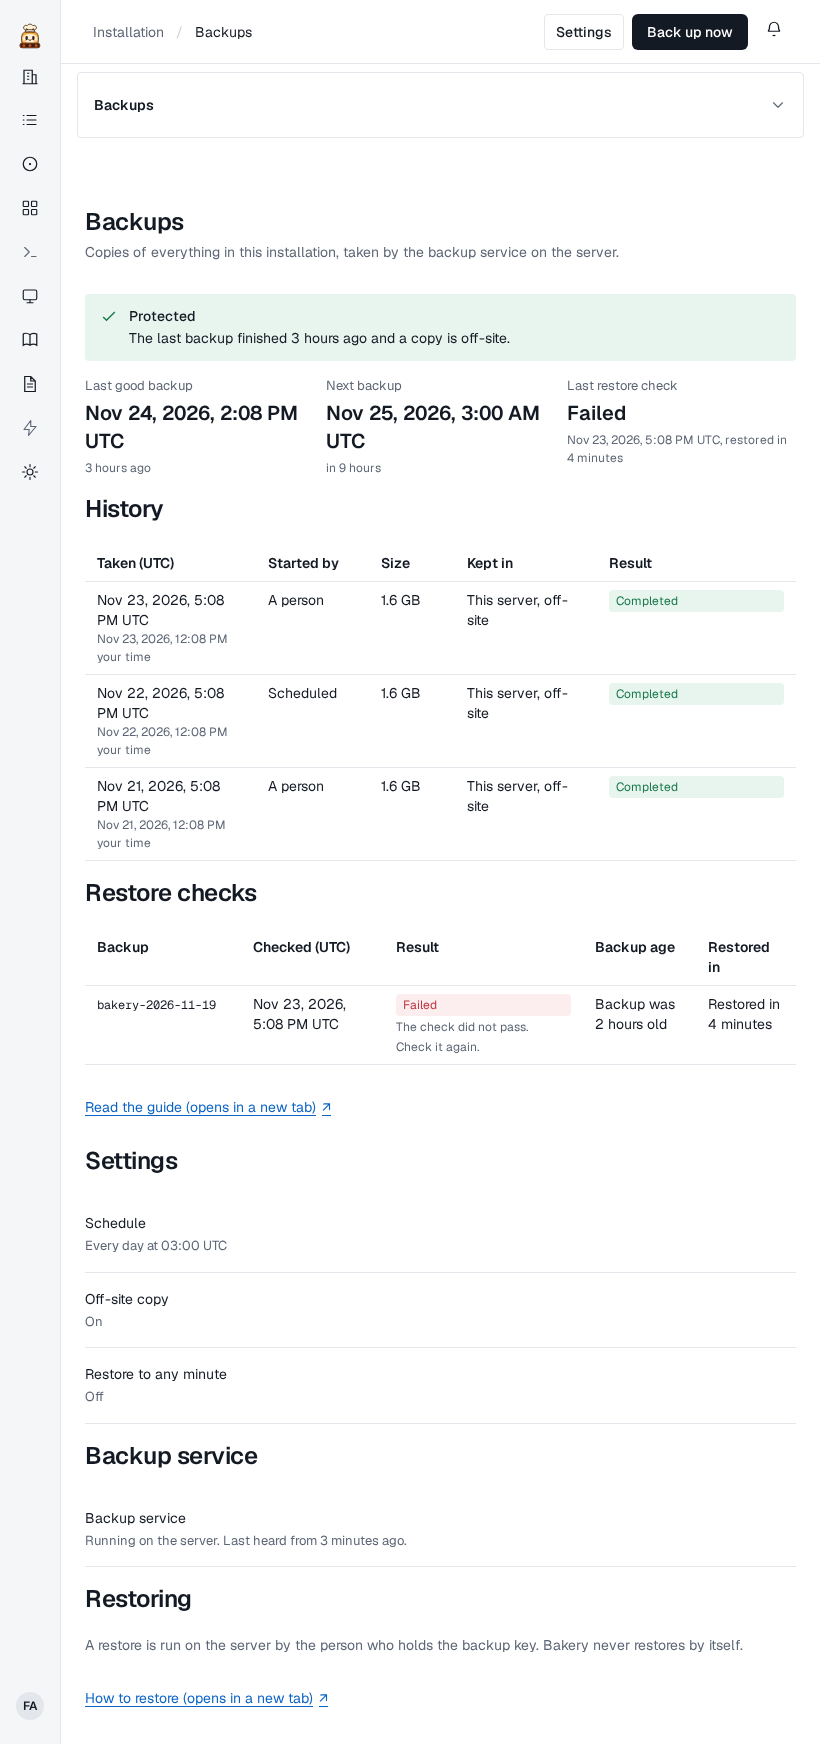 Installation / Backups
Settings
Back up now
Backups
Backups
Copies of everything in this installation, taken by the backup service on the server.
Protected
The last backup finished 3 hours ago and a copy is off-site.
Last good backup
Nov 24, 2026, 2:08 PM
UTC
3 hours ago
Next backup
Nov 25, 2026, 3:00 AM
UTC
in 9 hours
Last restore check
Failed
Nov 23, 2026, 5:08 PM UTC, restored in
4 minutes
History
Taken (UTC) Started by Size Kept in Result
Nov 23, 2026, 5:08
PM UTC
Nov 23, 2026, 12:08 PM
your time
A person
1.6 GB
This server, off-
site
Completed
Nov 22, 2026, 5:08
PM UTC
Nov 22, 2026, 12:08 PM
your time
Scheduled
1.6 GB
This server, off-
site
Completed
Nov 21, 2026, 5:08
PM UTC
Nov 21, 2026, 12:08 PM
your time
A person
1.6 GB
This server, off-
site
Completed
Restore checks
Backup
Checked (UTC)
Result
Backup age
Restored
in
bakery-2026-11-19
Nov 23, 2026,
5:08 PM UTC
Failed
The check did not pass.
Check it again.
Backup was
2 hours old
Restored in
4 minutes
Read the guide (opens in a new tab)
Settings
Schedule
Every day at 03:00 UTC
Off-site copy
On
Restore to any minute
Off
Backup service
Backup service
Running on the server. Last heard from 3 minutes ago.
Restoring
A restore is run on the server by the person who holds the backup key. Bakery never restores by itself.
How to restore (opens in a new tab)
FA